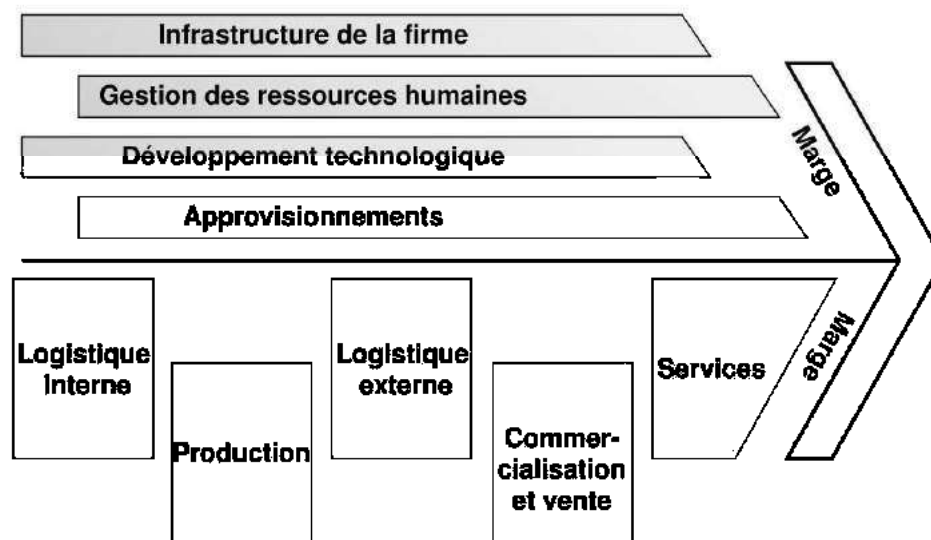 Infrastructure de la firme
Gestion des ressources humaines
Développement technologique
Approvisionnements
Marge
Logistique
interne
Production
Logistique
externe
Commer-
cialisation
et vente
Services
Marge